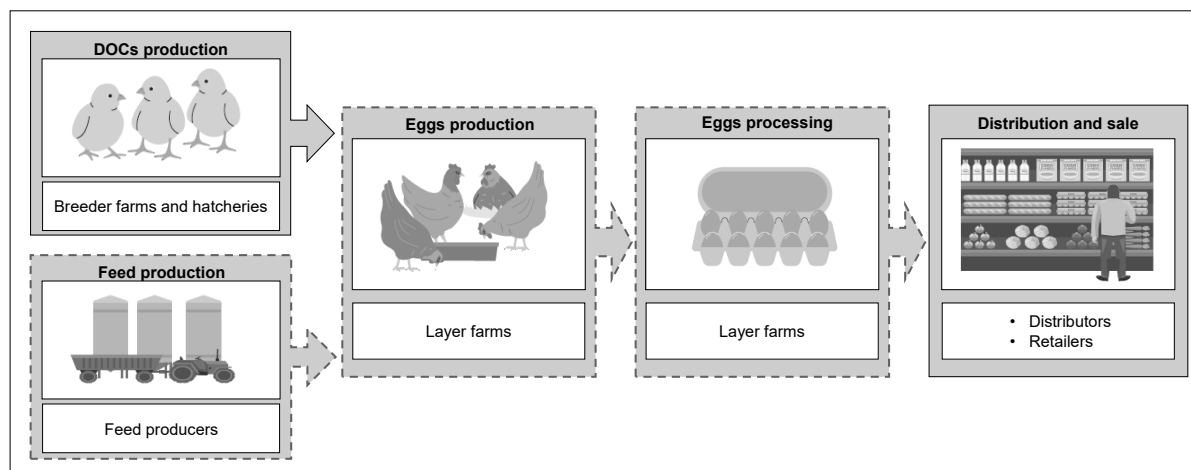 DOCs production
Breeder farms and hatcheries
Feed production
Feed producers
Eggs production
Layer farms
Eggs processing
Layer farms
Distribution and sale
• Distributors
• Retailers